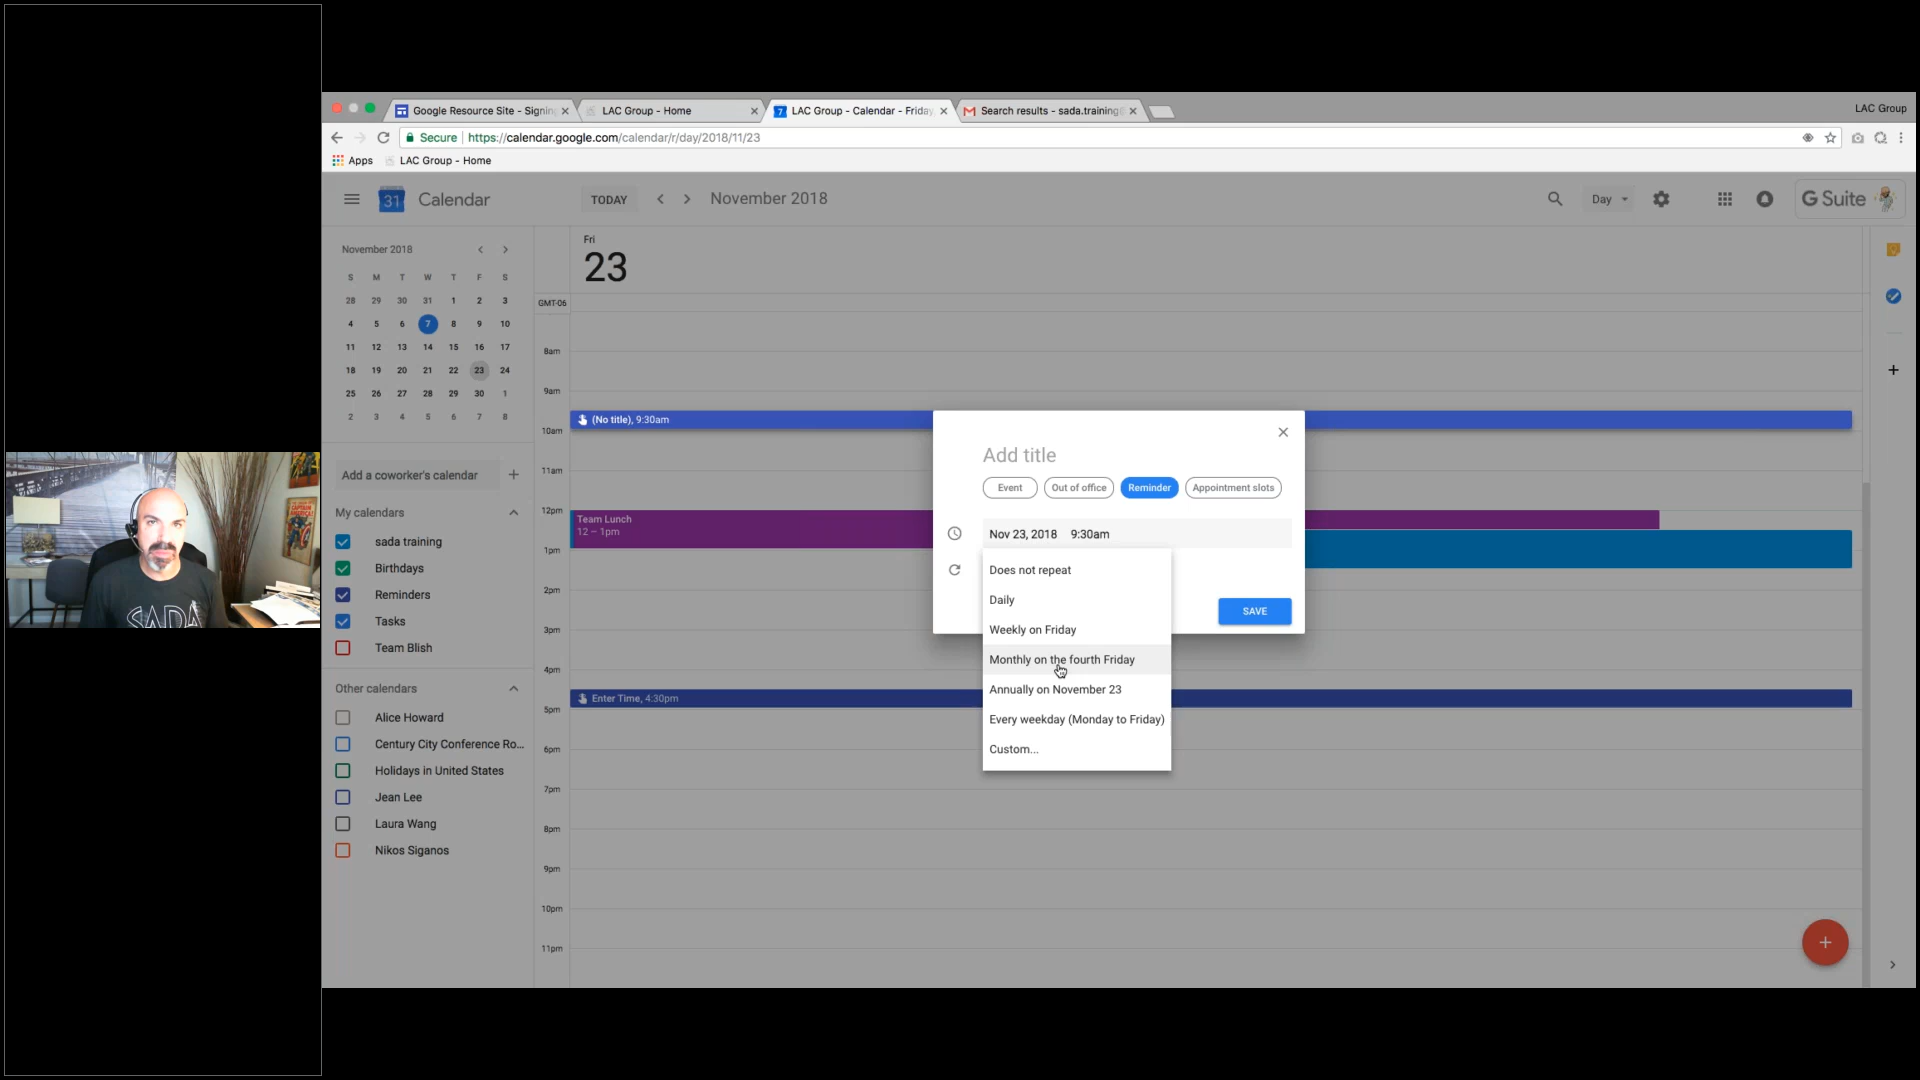 Google Resource Site - Signin
LAC Group - Home
LAC Group - Calendar - Friday,
Search results - sada.training@
LAC Group
Secure
https://calendar.google.com/calendar/r/day/2018/11/23
Apps
LAC Group - Home
31
Calendar
TODAY
November 2018
Day
G Suite
November 2018
S M T W T F S
28 29 30 31 1 2 3
4 5 6 7 8 9 10
11 12 13 14 15 16 17
18 19 20 21 22 23 24
25 26 27 28 29 30 1
2 3 4 5 6 7 8
Add a coworker's calendar
My calendars
sada training
Birthdays
Reminders
Tasks
Team Blish
Other calendars
Alice Howard
Century City Conference Ro...
Holidays in United States
Jean Lee
Laura Wang
Nikos Siganos
Fri
23
GMT-06
8am
9am
10am
11am
12pm
1pm
2pm
3pm
4pm
5pm
6pm
7pm
8pm
9pm
10pm
11pm
(No title), 9:30am
Team Lunch
12 – 1pm
Enter Time, 4:30pm
Add title
Event
Out of office
Reminder
Appointment slots
Nov 23, 2018 9:30am
Does not repeat
Daily
Weekly on Friday
Monthly on the fourth Friday
Annually on November 23
Every weekday (Monday to Friday)
Custom...
SAVE
SADA